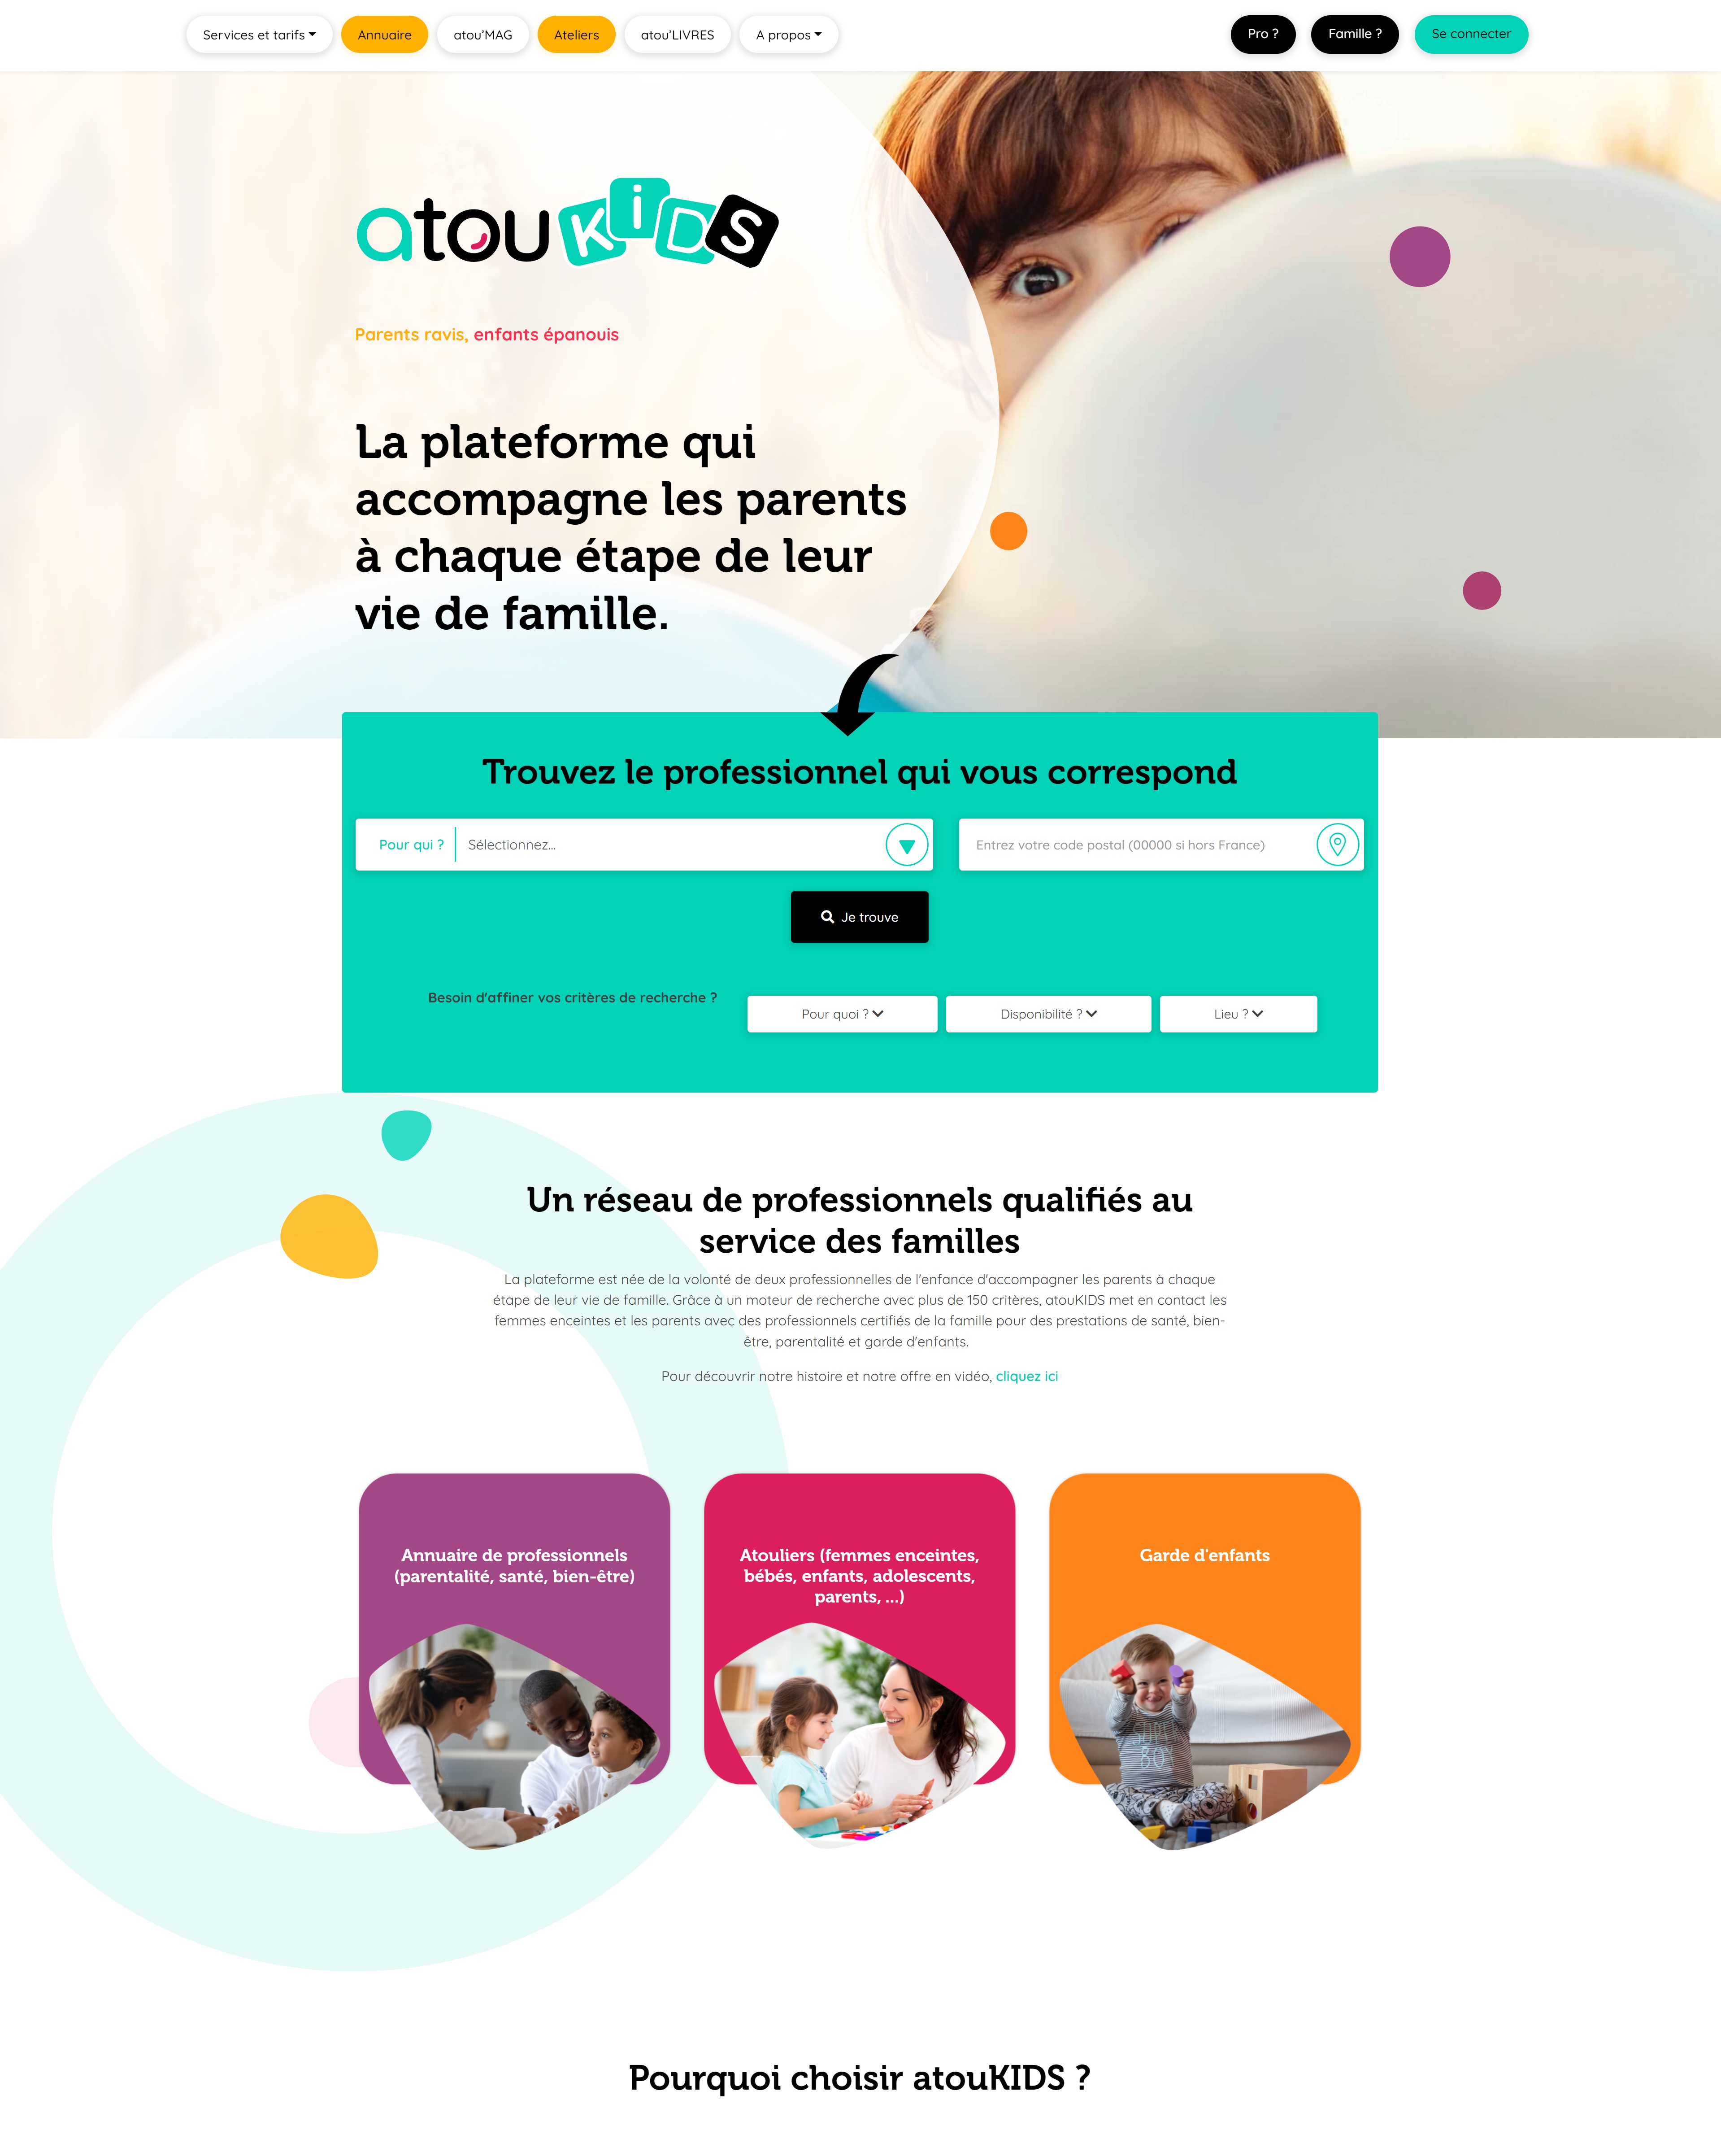 Services et tarifs
Annuaire
atou'MAG
Ateliers
atou'LIVRES
A propos
Pro ?
Famille ?
Se connecter
atouKiDS
Parents ravis, enfants épanouis
La plateforme qui
accompagne les parents
à chaque étape de leur
vie de famille.
Trouvez le professionnel qui vous correspond
Pour qui ?
Sélectionnez...
Entrez votre code postal (00000 si hors France)
Je trouve
Besoin d'affiner vos critères de recherche ?
Pour quoi ?
Disponibilité ?
Lieu ?
Un réseau de professionnels qualifiés au
service des familles
La plateforme est née de la volonté de deux professionnelles de l'enfance d'accompagner les parents à chaque
étape de leur vie de famille. Grâce à un moteur de recherche avec plus de 150 critères, atouKIDS met en contact les
femmes enceintes et les parents avec des professionnels certifiés de la famille pour des prestations de santé, bien-
être, parentalité et garde d'enfants.
Pour découvrir notre histoire et notre offre en vidéo, cliquez ici
Annuaire de professionnels
(parentalité, santé, bien-être)
Atouliers (femmes enceintes,
bébés, enfants, adolescents,
parents, ...)
Garde d'enfants
Pourquoi choisir atouKIDS ?